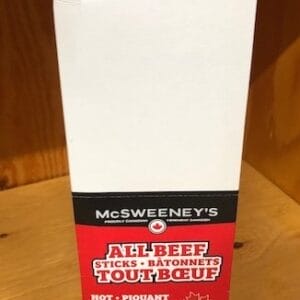 McSWEENEY'S
PROUDLY CANADIAN FIÈREMENT CANADIEN
ALL BEEF
STICKS • BÂTONNETS
TOUT BŒUF
HOT • PIQUANT